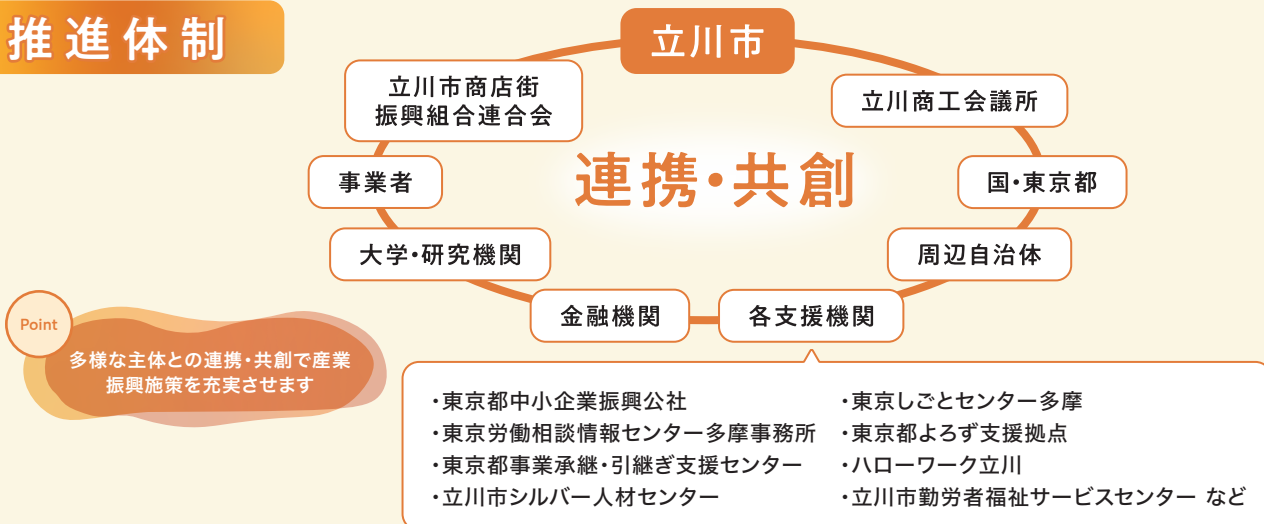 推進体制
立川市
立川市商店街
振興組合連合会
立川商工会議所
連携・共創
事業者
国・東京都
大学・研究機関
周辺自治体
金融機関
各支援機関
Point
多様な主体との連携・共創で産業
振興施策を充実させます
・東京都中小企業振興公社
・東京労働相談情報センター多摩事務所
・東京都事業承継・引継ぎ支援センター
・立川市シルバー人材センター
・東京しごとセンター多摩
・東京都よろず支援拠点
・ハローワーク立川
・立川市勤労者福祉サービスセンター など